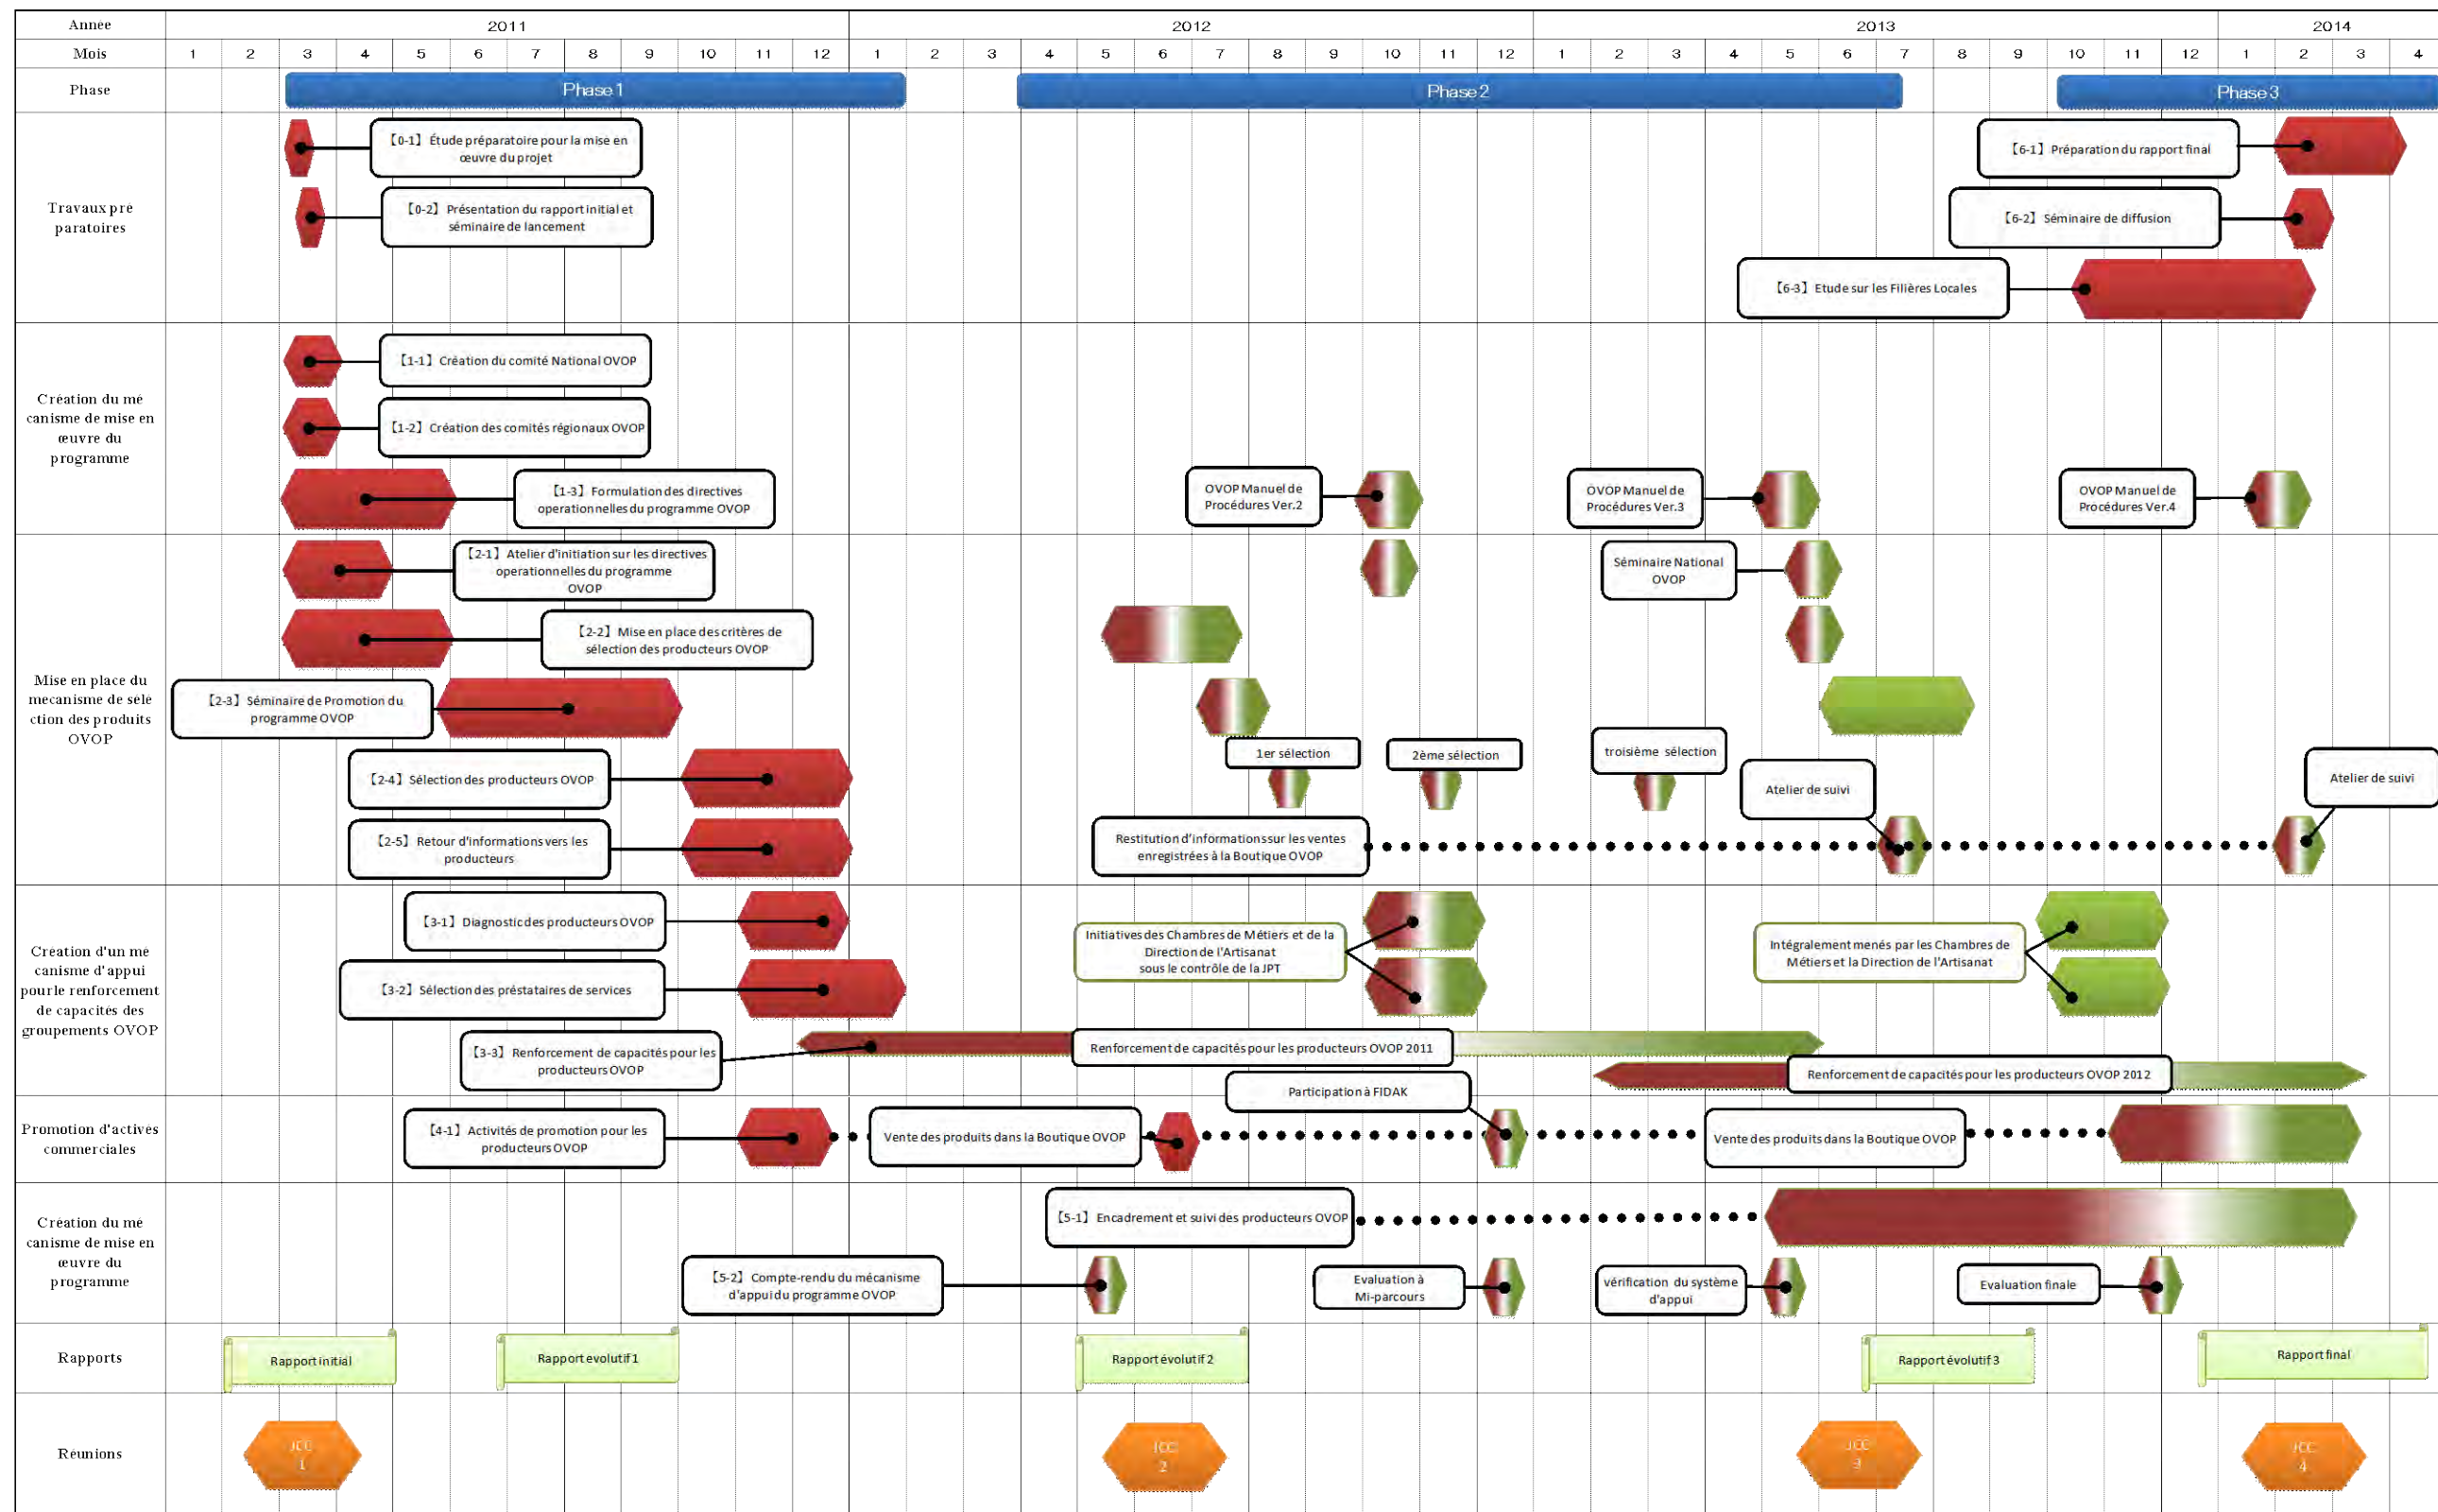 Année 2011 2012 2013 2014
Mois 1 2 3 4 5 6 7 8 9 10 11 12 1 2 3 4 5 6 7 8 9 10 11 12 1 2 3 4 5 6 7 8 9 10 11 12 1 2 3 4
Phase Phase 1 Phase 2 Phase 3
Travaux pré
paratoires
【0-1】 Étude préparatoire pour la mise en
œuvre du projet
【6-1】 Préparation du rapport final
【0-2】 Présentation du rapport initial et
séminaire de lancement
【6-2】 Séminaire de diffusion
【6-3】 Etude sur les Filières Locales
Création du mé
canisme de mise en
œuvre du
programme
【1-1】 Création du comité National OVOP
【1-2】 Création des comités régionaux OVOP
【1-3】 Formulation des directives
operationnelles du programme OVOP
OVOP Manuel de
Procédures Ver.2
OVOP Manuel de
Procédures Ver.3
OVOP Manuel de
Procédures Ver.4
Mise en place du
mecanisme de séle
ction des produits
OVOP
【2-1】 Atelier d'initiation sur les directives
operationnelles du programme
OVOP
Séminaire National
OVOP
【2-2】 Mise en place des critères de
sélection des producteurs OVOP
【2-3】 Séminaire de Promotion du
programme OVOP
1er sélection
2ème sélection
troisième sélection
【2-4】 Sélection des producteurs OVOP
Atelier de suivi
Atelier de suivi
【2-5】 Retour d'informations vers les
producteurs
Restitution d'informations sur les ventes
enregistrées à la Boutique OVOP
Création d'un mé
canisme d'appui
pour le renforcement
de capacités des
groupements OVOP
【3-1】 Diagnostic des producteurs OVOP
Initiatives des Chambres de Métiers et de la
Direction de l'Artisanat
sous le contrôle de la JPT
Intégralement menés par les Chambres de
Métiers et la Direction de l'Artisanat
【3-2】 Sélection des préstataires de services
【3-3】 Renforcement de capacités pour les
producteurs OVOP
Renforcement de capacités pour les producteurs OVOP 2011
Renforcement de capacités pour les producteurs OVOP 2012
Promotion d'actives
commerciales
Participation à FIDAK
【4-1】 Activités de promotion pour les
producteurs OVOP
Vente des produits dans la Boutique OVOP
Vente des produits dans la Boutique OVOP
Création du mé
canisme de mise en
œuvre du
programme
【5-1】 Encadrement et suivi des producteurs OVOP
【5-2】 Compte-rendu du mécanisme
d'appui du programme OVOP
Evaluation à
Mi-parcours
vérification du système
d'appui
Evaluation finale
Rapports
Rapport initial
Rapport evolutif 1
Rapport évolutif 2
Rapport évolutif 3
Rapport final
Réunions
JCC
1
JCC
2
JCC
3
JCC
4